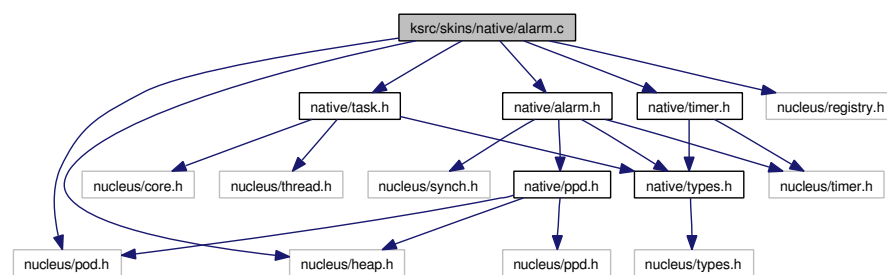 ksrc/skins/native/alarm.c
native/task.h
native/alarm.h
native/timer.h
nucleus/registry.h
nucleus/core.h
nucleus/thread.h
nucleus/synch.h
native/ppd.h
native/types.h
nucleus/timer.h
nucleus/pod.h
nucleus/heap.h
nucleus/ppd.h
nucleus/types.h